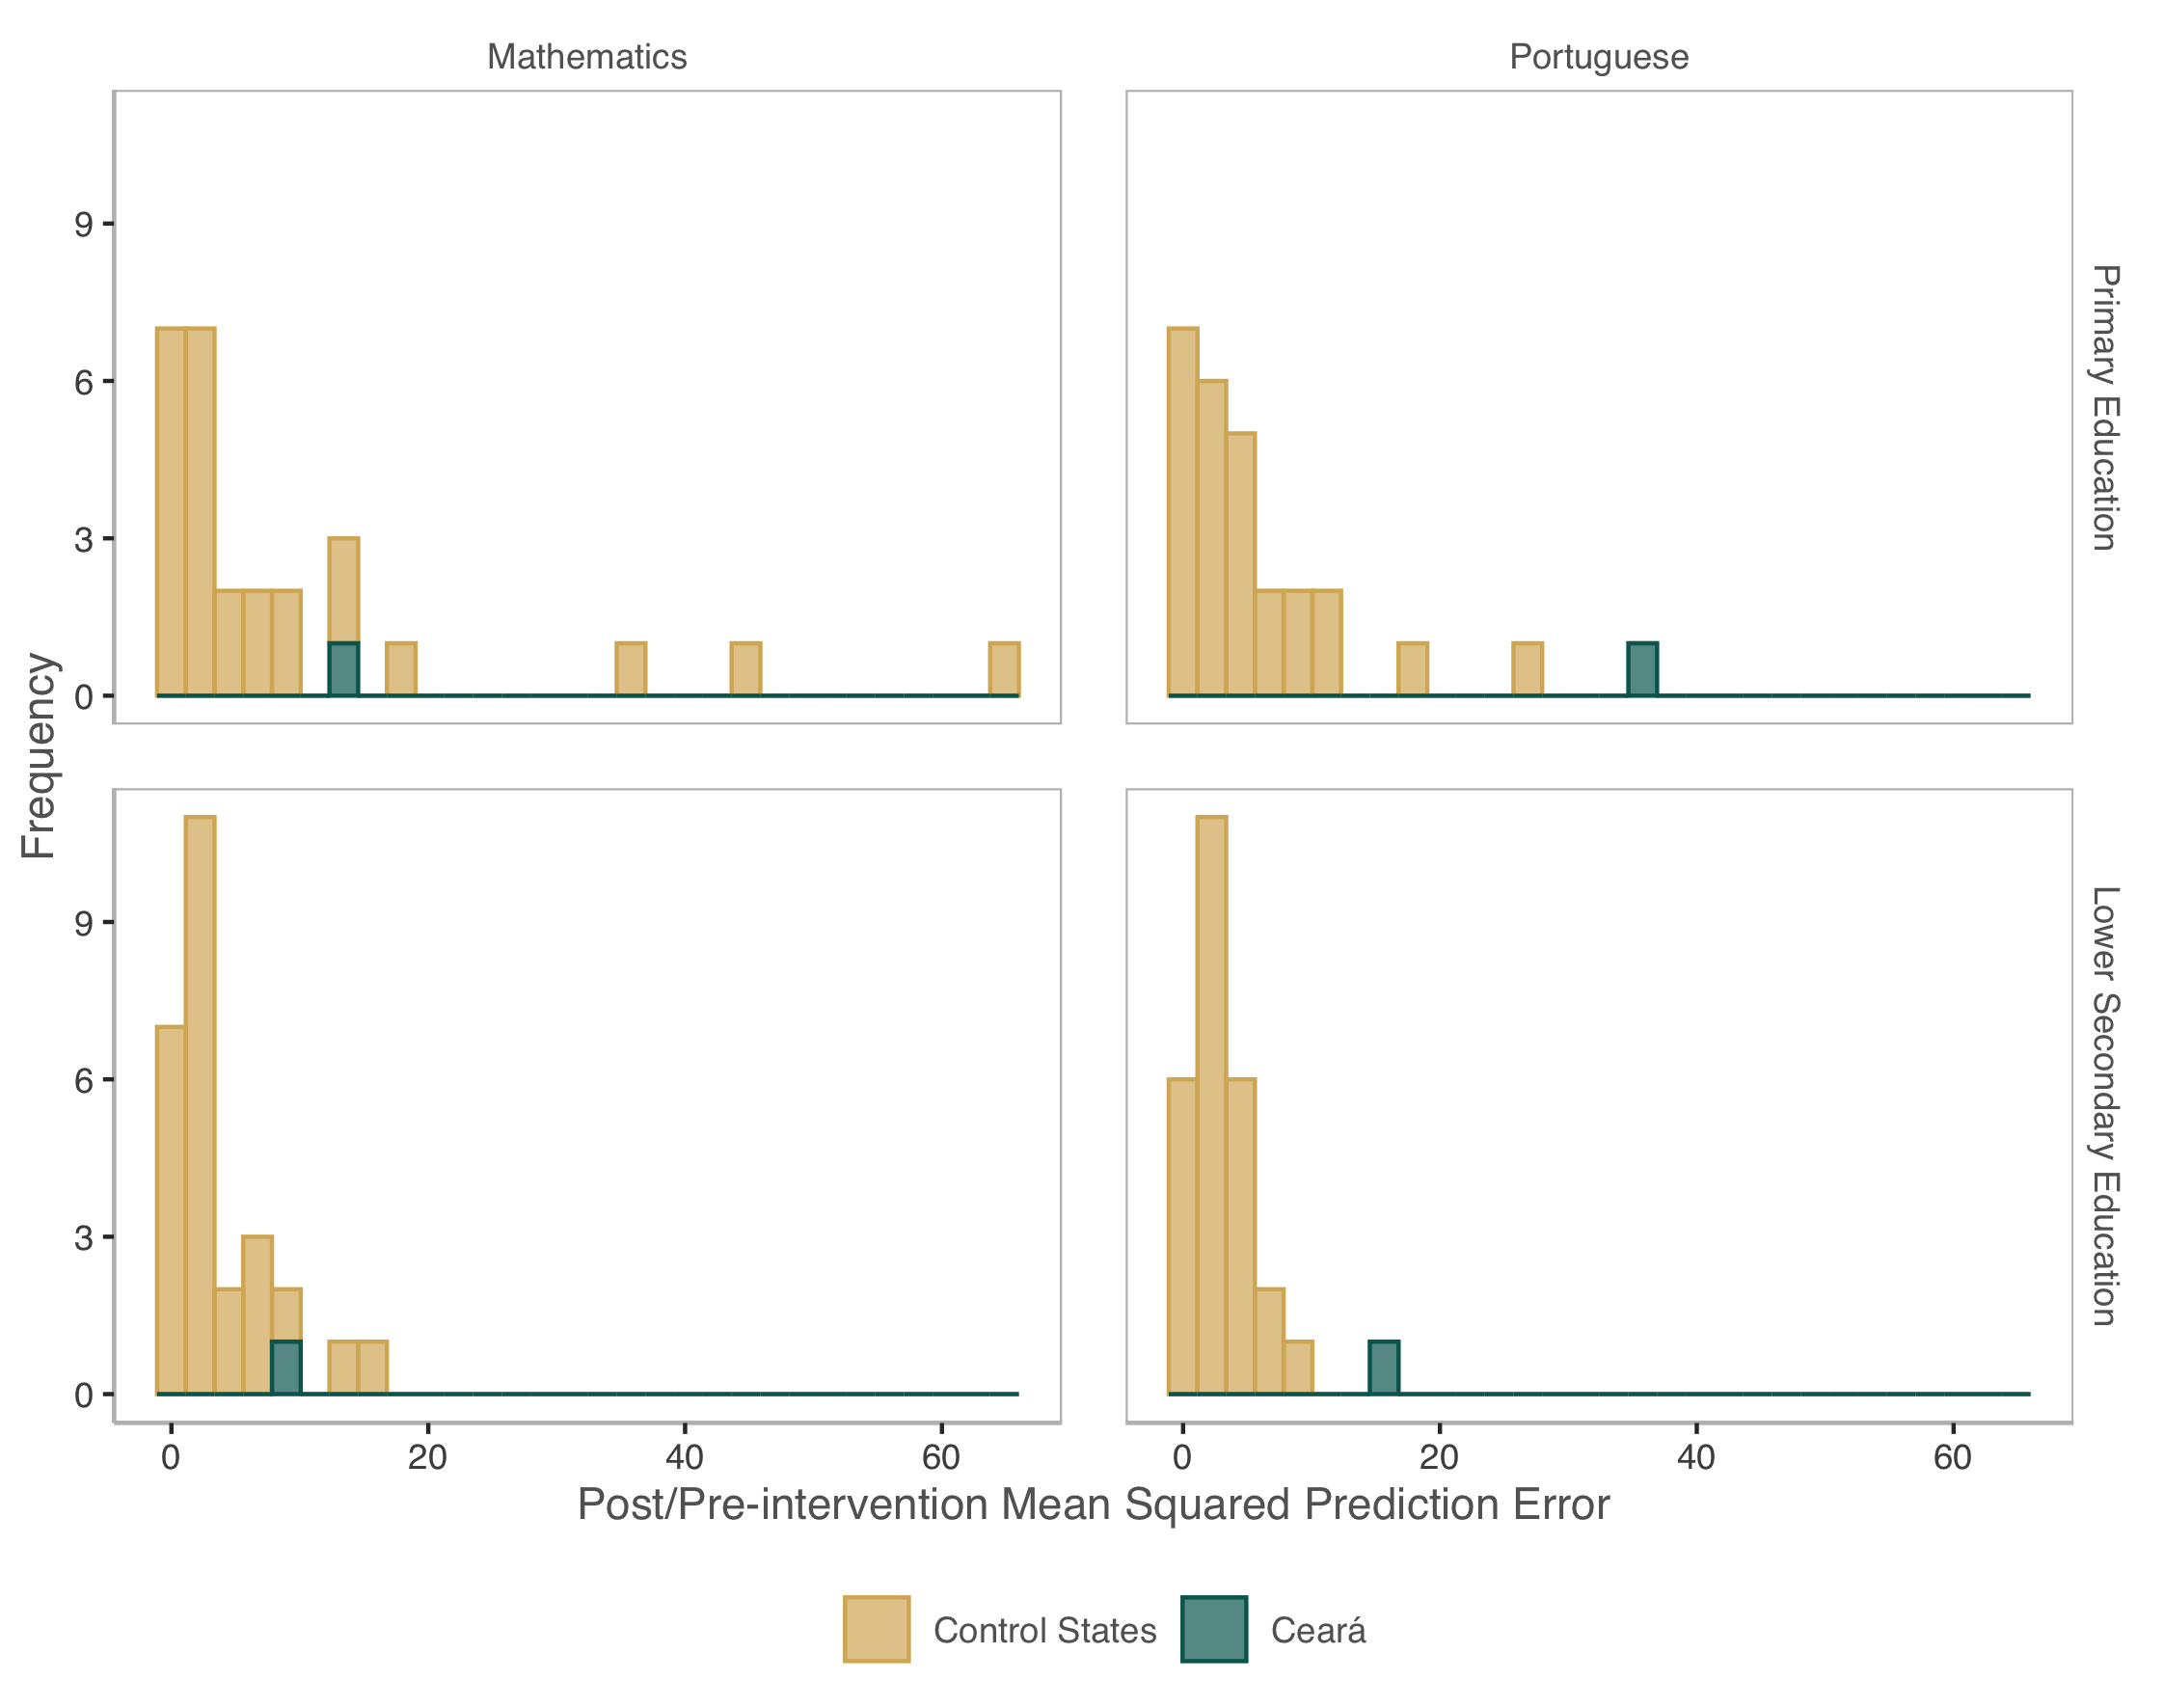 Mathematics
Portuguese
9
6
3
0
Primary Education
Frequency
9
6
3
0
Lower Secondary Education
0 20 40 60
0 20 40 60
Post/Pre-intervention Mean Squared Prediction Error
Control States
Ceará